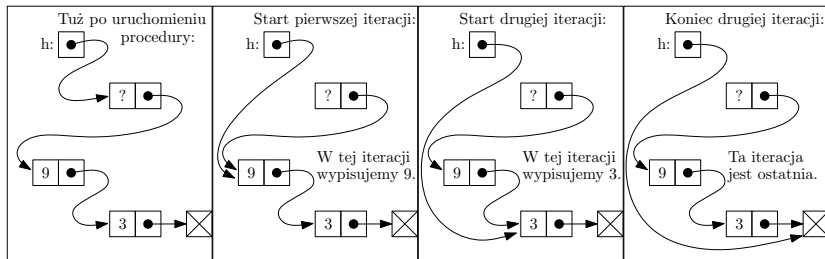 Tuż po uruchomieniu
procedury:
h:
?
9
3
Start pierwszej iteracji:
h:
?
9
W tej iteracji
wypisujemy 9.
3
Start drugiej iteracji:
h:
?
9
W tej iteracji
wypisujemy 3.
3
Koniec drugiej iteracji:
h:
?
9
Ta iteracja
jest ostatnia.
3